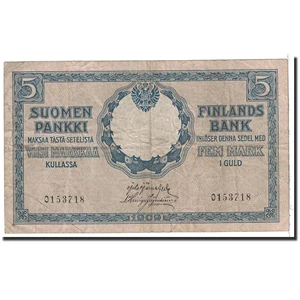 5 5
SUOMEN
PANKKI
MAKSAA TÄSTÄ SETELISTÄ
VIISI MARKKAA
KULLASSA
FINLANDS
BANK
INLÖSER DENNA SEDEL MED
FEM MARK
I GULD
0153718 0153718
1909